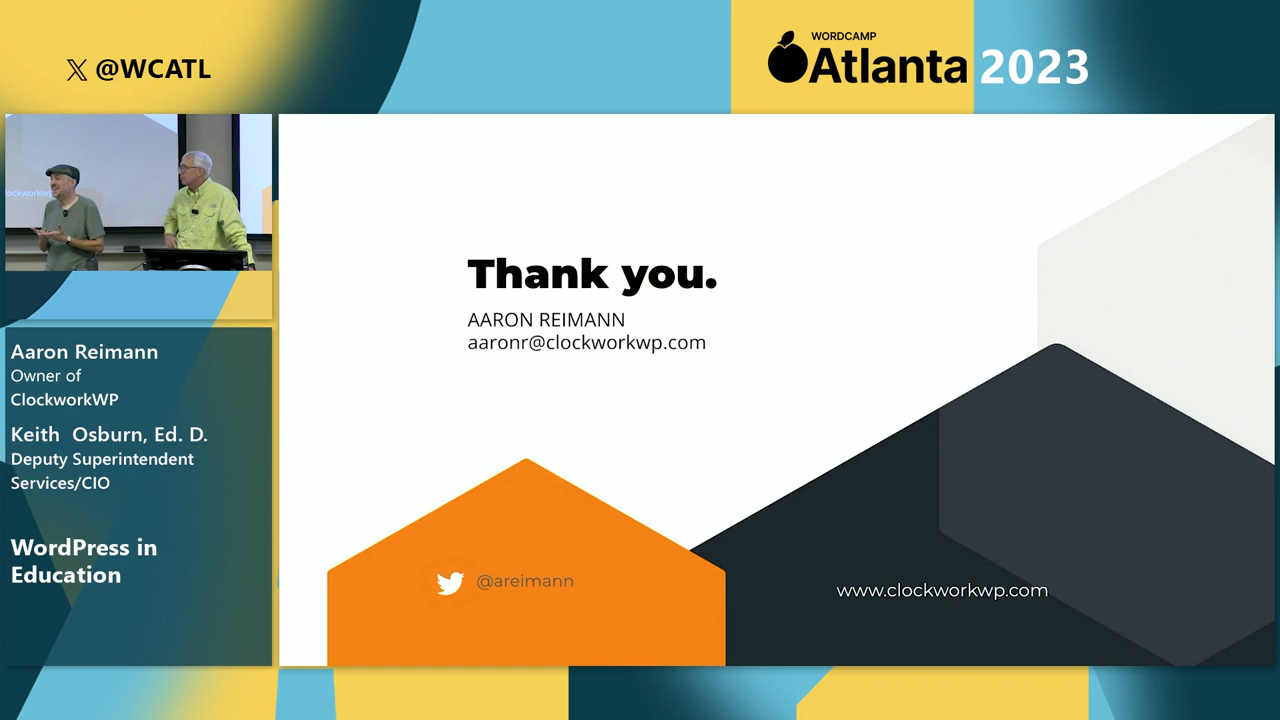 @WCATL
WORDCAMP
Atlanta 2023
ockworkwp
Aaron Reimann
Owner of
ClockworkWP
Keith Osburn, Ed. D.
Deputy Superintendent
Services/CIO
WordPress in
Education
Thank you.
AARON REIMANN
aaronr@clockworkwp.com
@areimann
www.clockworkwp.com